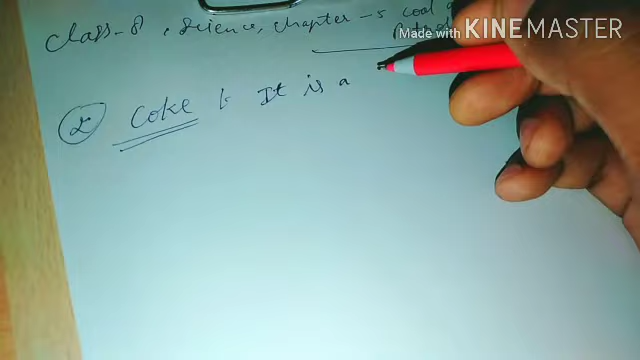 Class-8, Science, Chapter-5 coal
Made with KINEMASTER
② Coke :- It is a